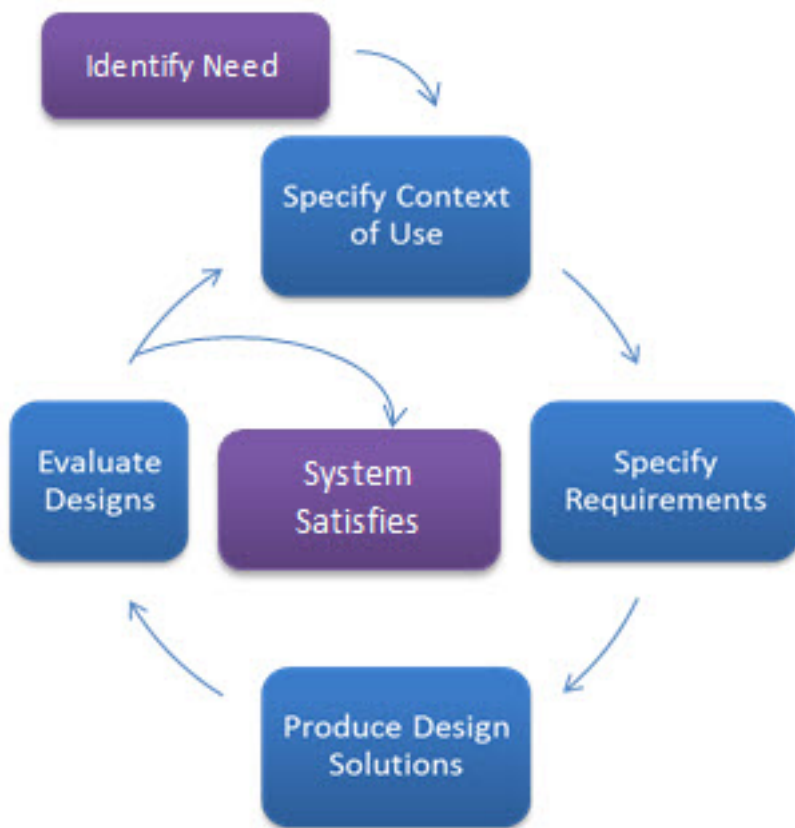 Identify Need
Specify Context
of Use
Specify
Requirements
Produce Design
Solutions
Evaluate
Designs
System
Satisfies